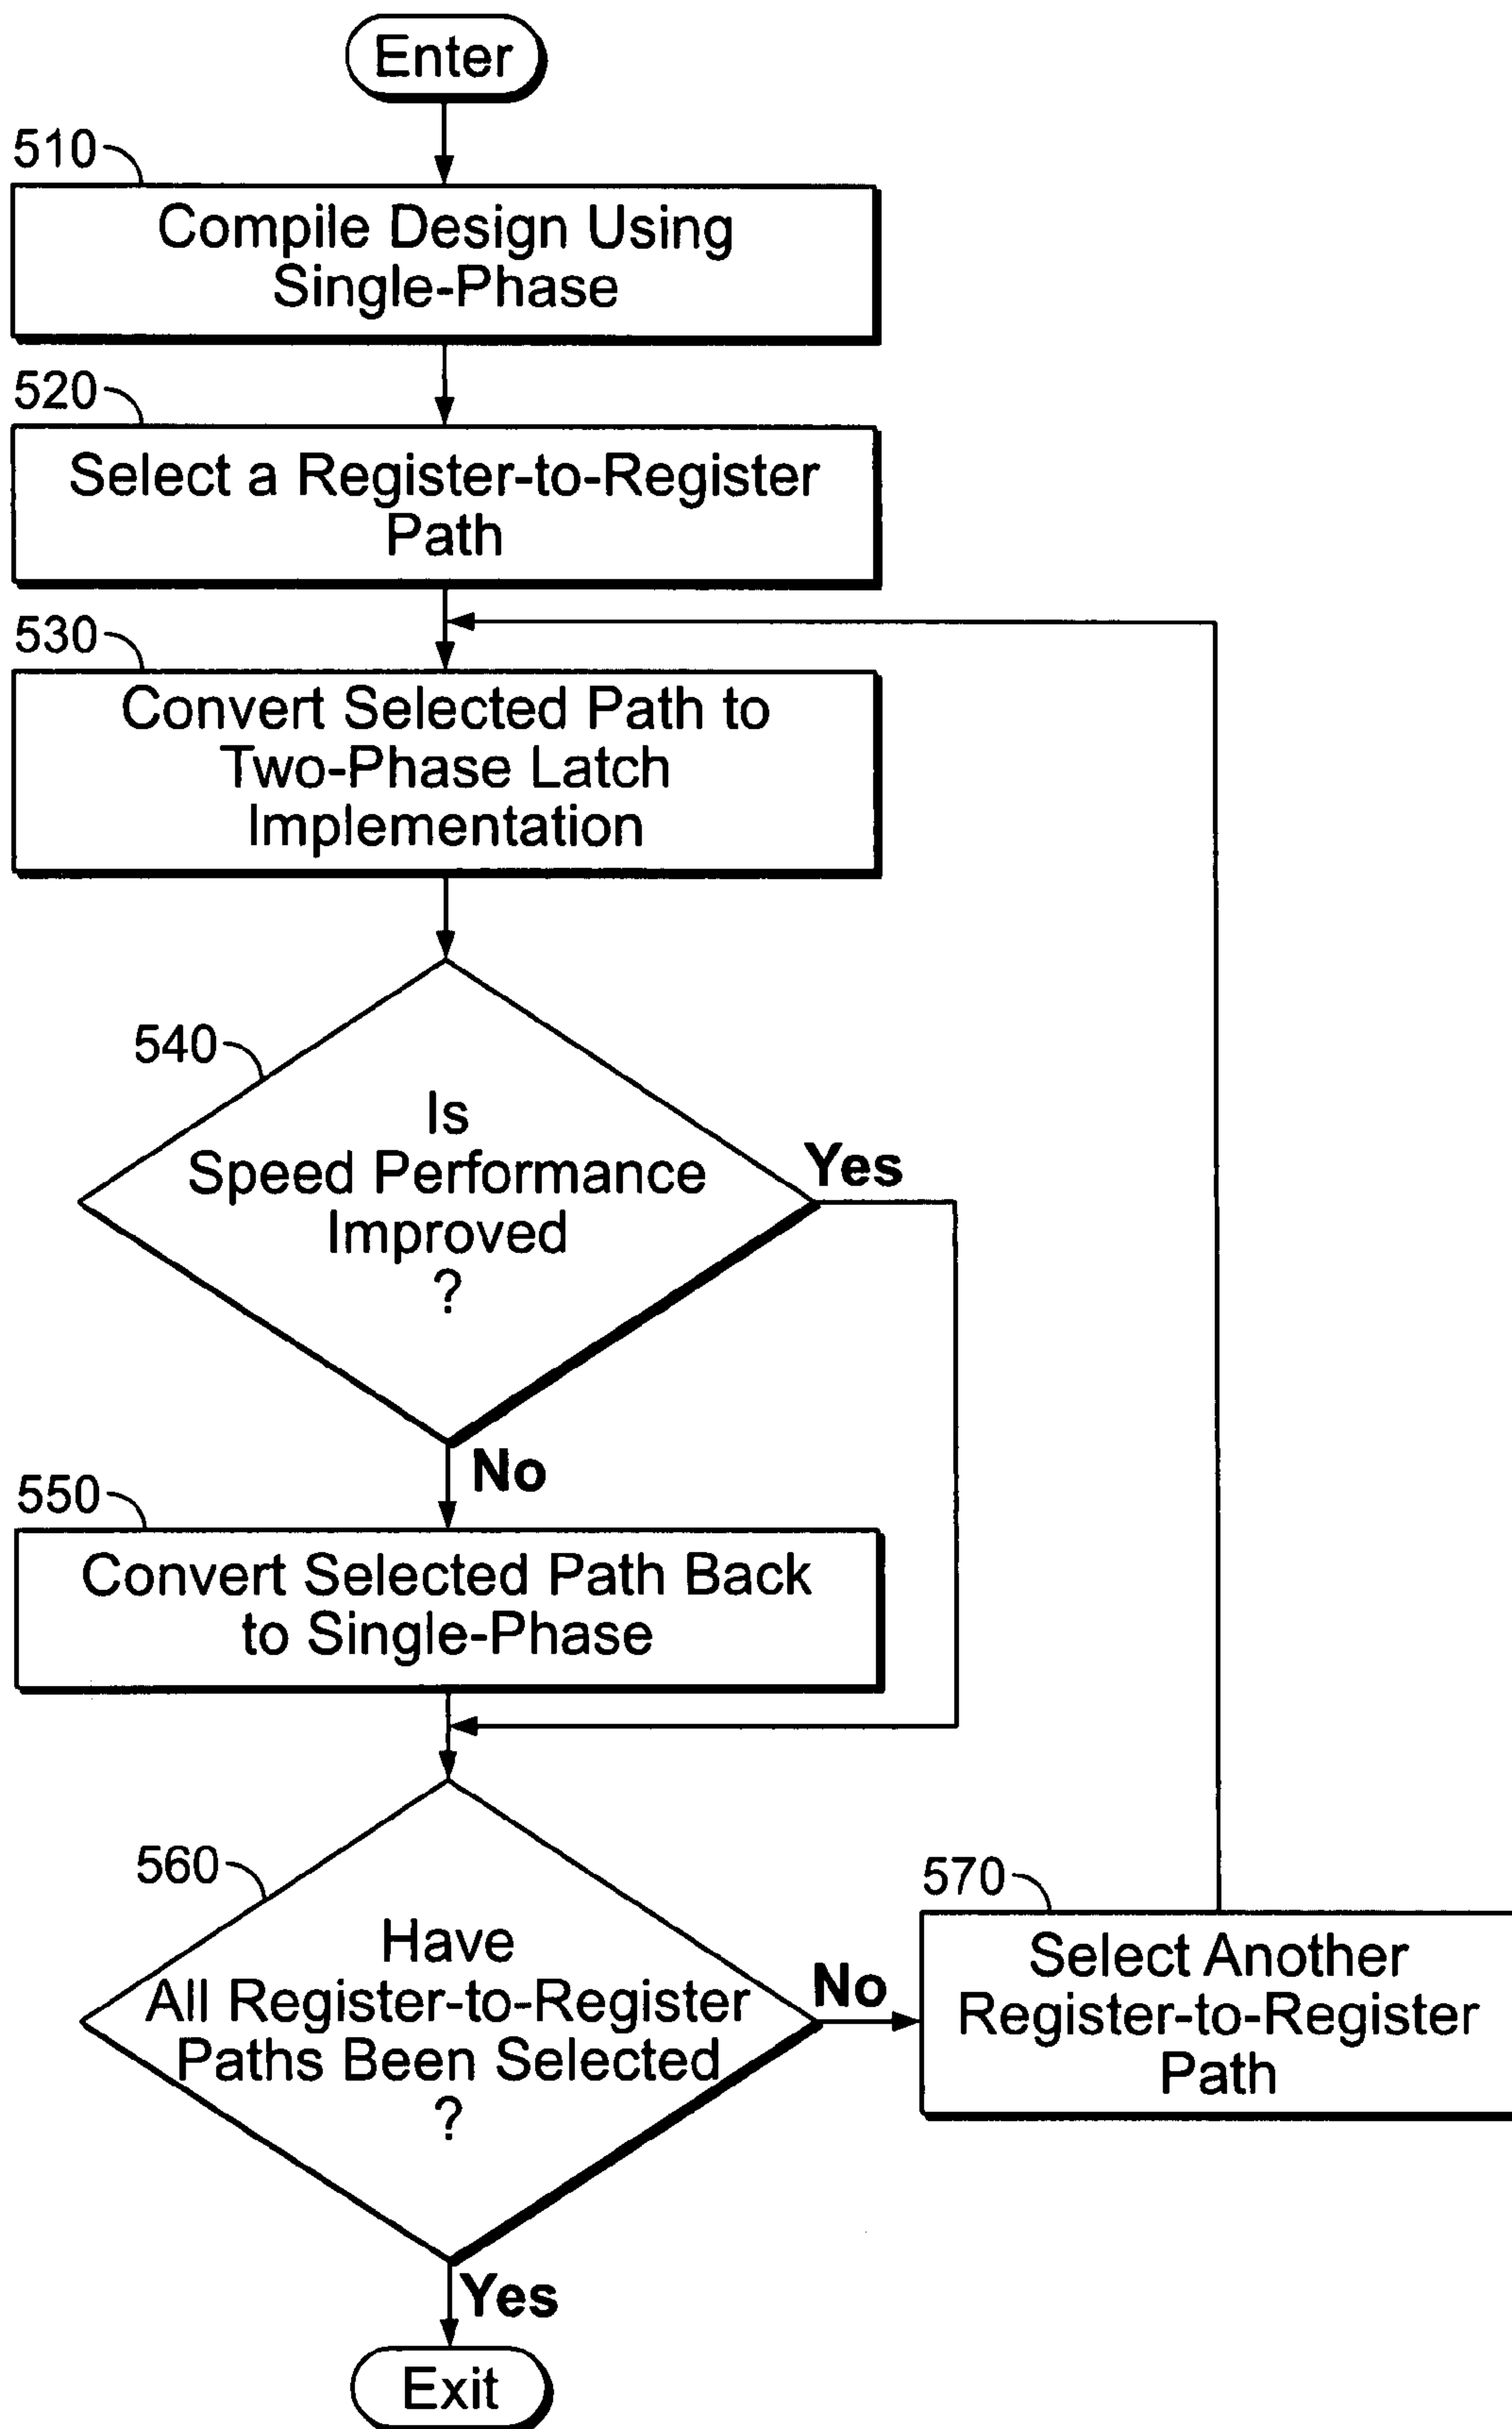 Enter
510
Compile Design Using
Single-Phase
520
Select a Register-to-Register
Path
530
Convert Selected Path to
Two-Phase Latch
Implementation
540
Is
Speed Performance
Improved
?
Yes
No
550
Convert Selected Path Back
to Single-Phase
560
Have
All Register-to-Register
Paths Been Selected
?
No
570
Select Another
Register-to-Register
Path
Yes
Exit